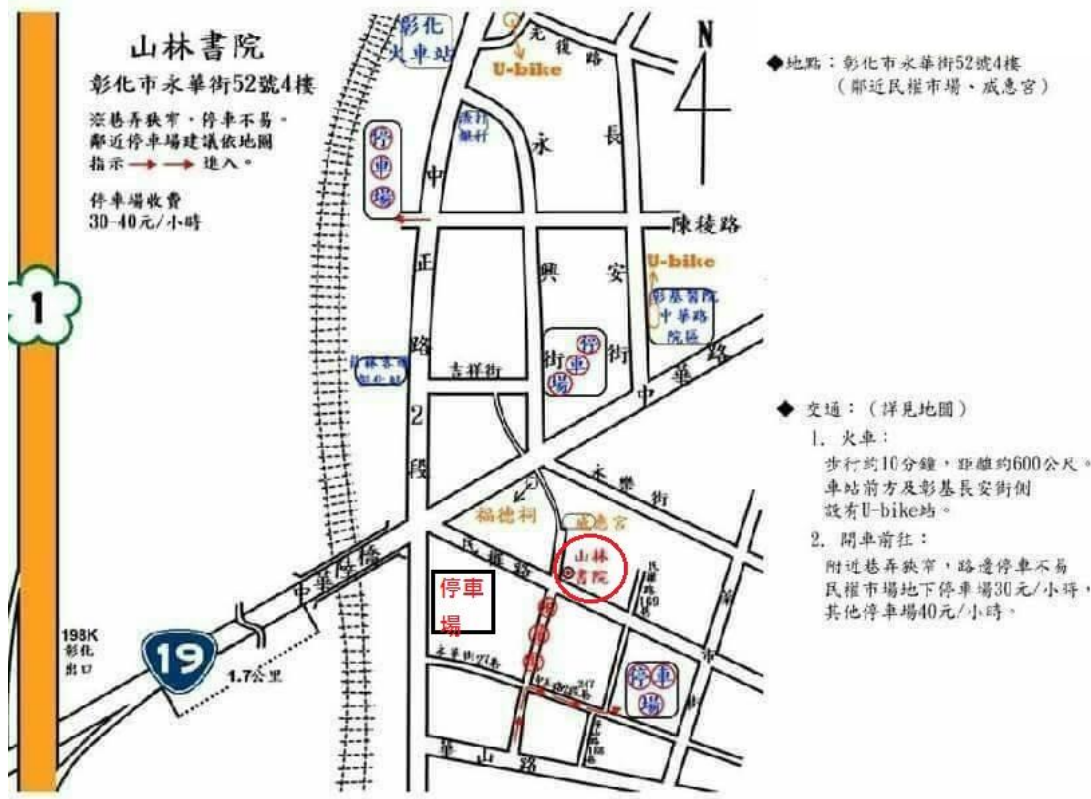 山林書院
彰化市永華街52號4樓
※巷弄狹窄，停車不易。
鄰近停車場建議依地圖
指示 → → 進入。
停車場收費
30-40元/小時
1
198K
彰化
出口
19
1.7公里
中華陸橋
彰化
火車站
U-bike
光復路
停車場
中正路2段
永興街
長安街
N
陳稜路
U-bike
彰基醫院
中華路
院區
停車場
吉祥街
中華路
永樂街
福德祠
威惠宮
山林
書院
民權路
停車
場
永華街27巷
停車
場
華山路
◆地點：彰化市永華街52號4樓
（鄰近民權市場、威惠宮）
◆ 交通：（詳見地圖）
1. 火車：
步行約10分鐘，距離約600公尺。
車站前方及彰基長安街側
設有U-bike站。
2. 開車前往：
附近巷弄狹窄，路邊停車不易
民權市場地下停車場30元/小時，
其他停車場40元/小時。